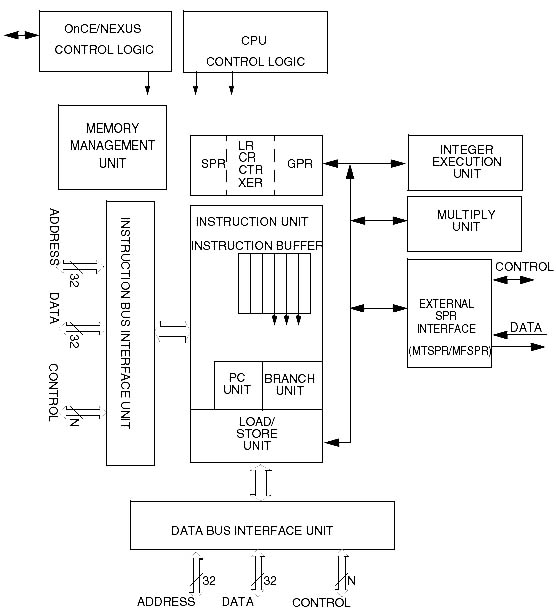 OnCE/NEXUS
CONTROL LOGIC
CPU
CONTROL LOGIC
MEMORY
MANAGEMENT
UNIT
SPR
LR
CR
CTR
XER
GPR
INTEGER
EXECUTION
UNIT
MULTIPLY
UNIT
INSTRUCTION UNIT
INSTRUCTION BUFFER
ADDRESS
32
DATA
32
CONTROL
N
INSTRUCTION BUS INTERFACE UNIT
EXTERNAL
SPR
INTERFACE
(MTSPR/MFSPR)
CONTROL
DATA
PC
UNIT
BRANCH
UNIT
LOAD/
STORE
UNIT
DATA BUS INTERFACE UNIT
32
32
N
ADDRESS
DATA
CONTROL